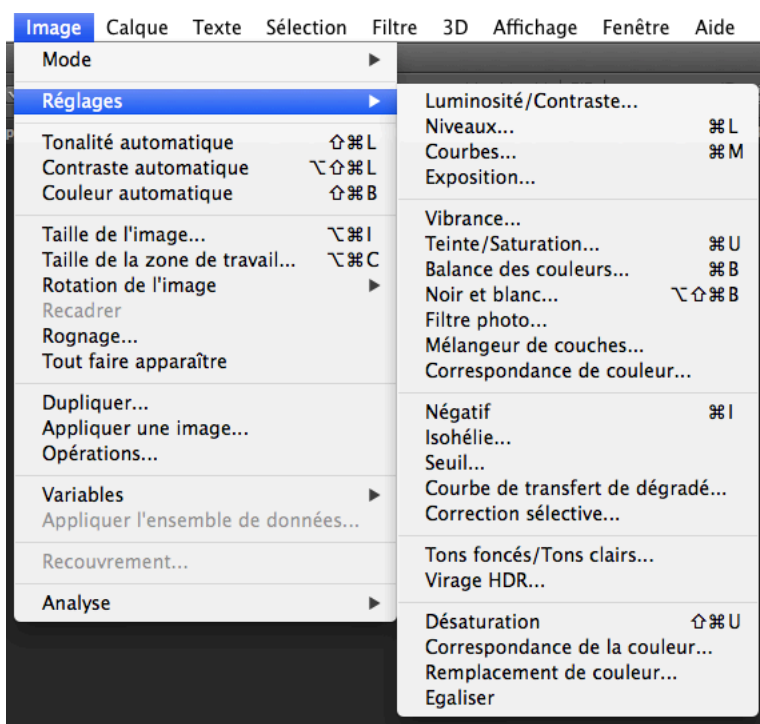 Image Calque Texte Sélection Filtre 3D Affichage Fenêtre Aide
Mode ▶
Réglages ▶
Tonalité automatique ⇧⌘L
Contraste automatique ⌥⇧⌘L
Couleur automatique ⇧⌘B
Taille de l'image... ⌥⌘I
Taille de la zone de travail... ⌥⌘C
Rotation de l'image ▶
Recadrer
Rognage...
Tout faire apparaître
Dupliquer...
Appliquer une image...
Opérations...
Variables ▶
Appliquer l'ensemble de données...
Recouvrement...
Analyse ▶
Luminosité/Contraste...
Niveaux... ⌘L
Courbes... ⌘M
Exposition...
Vibrance...
Teinte/Saturation... ⌘U
Balance des couleurs... ⌘B
Noir et blanc... ⌥⇧⌘B
Filtre photo...
Mélangeur de couches...
Correspondance de couleur...
Négatif ⌘I
Isohélie...
Seuil...
Courbe de transfert de dégradé...
Correction sélective...
Tons foncés/Tons clairs...
Virage HDR...
Désaturation ⇧⌘U
Correspondance de la couleur...
Remplacement de couleur...
Egaliser